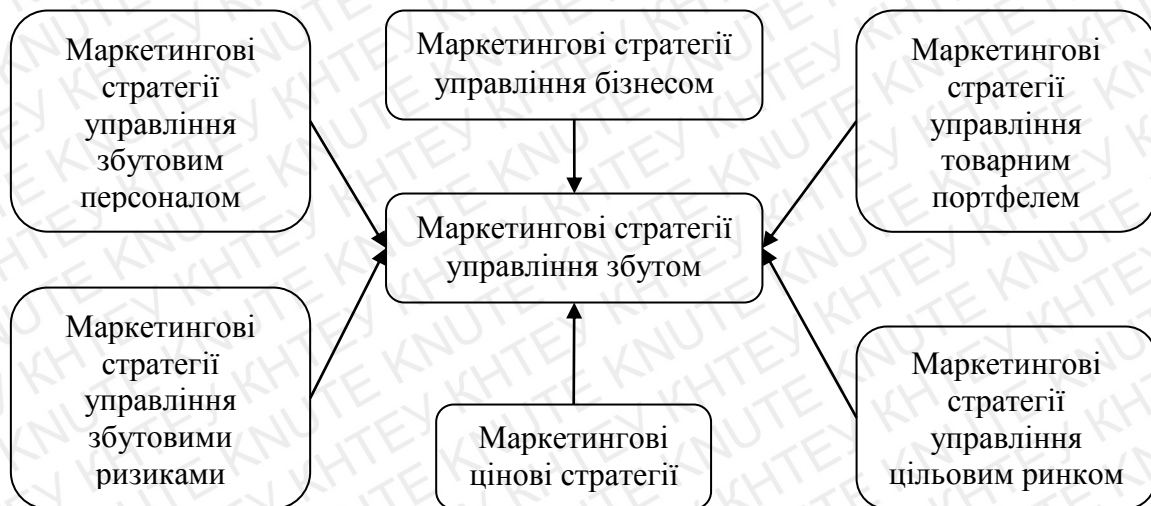 Маркетингові
стратегії
управління
збутовим
персоналом
Маркетингові стратегії
управління бізнесом
Маркетингові
стратегії
управління
товарним
портфелем
Маркетингові стратегії
управління збутом
Маркетингові
стратегії
управління
збутовими
ризиками
Маркетингові
цінові стратегії
Маркетингові
стратегії
управління
цільовим ринком